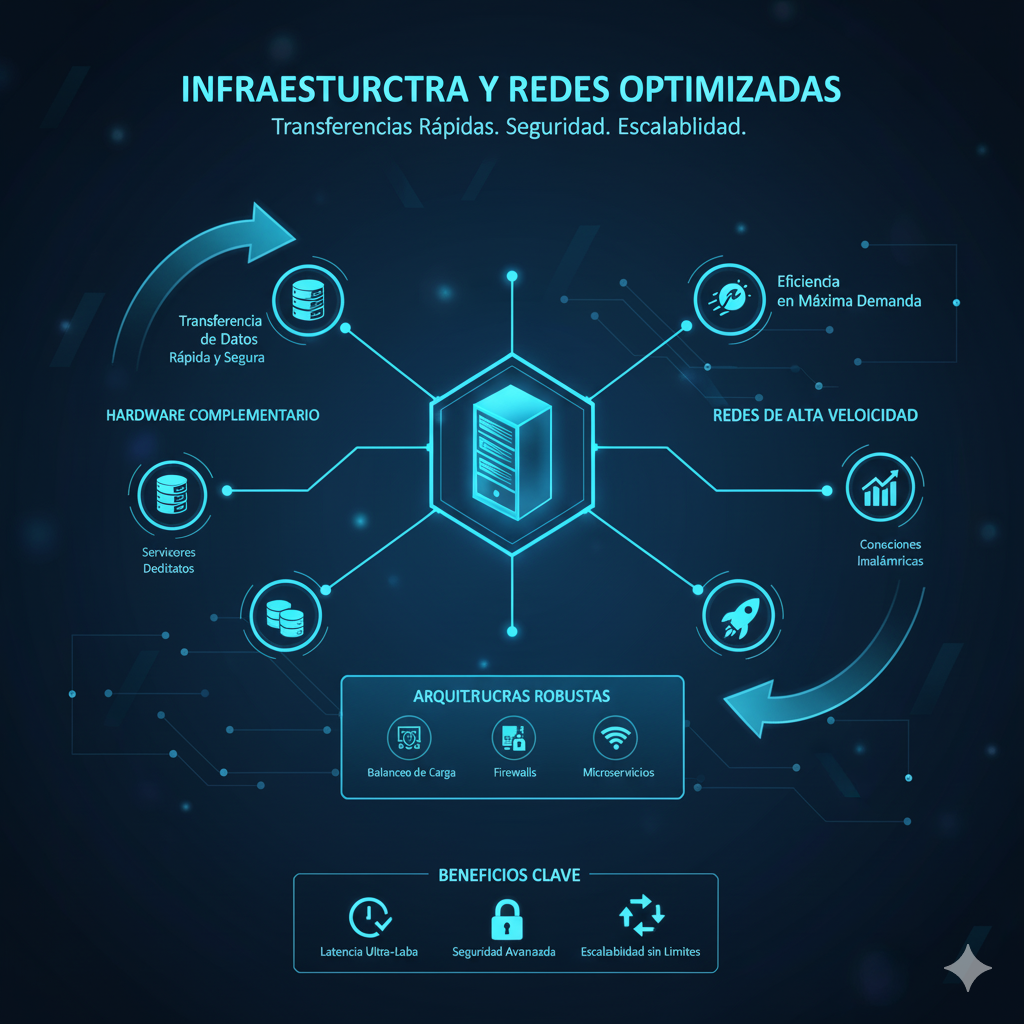 INFRAESTURCTRA Y REDES OPTIMIZADAS
Transferencias Rápidas. Seguridad. Escalablidad.
Transferencia
de Datos
Rápida y Segura
Eficiencia
en Máxima Demanda
HARDWARE COMPLEMENTARIO
REDES DE ALTA VELOICIDAD
Servicores
Deditatos
Conaciones
Imalámricas
ARQUITRUCRAS ROBUSTAS
Balanceo de Carga
Firewalls
Microservicios
BENEFICIOS CLAVE
Latencia Ultra-Laba
Seguridad Avanazda
Escalabiidad sin Limites